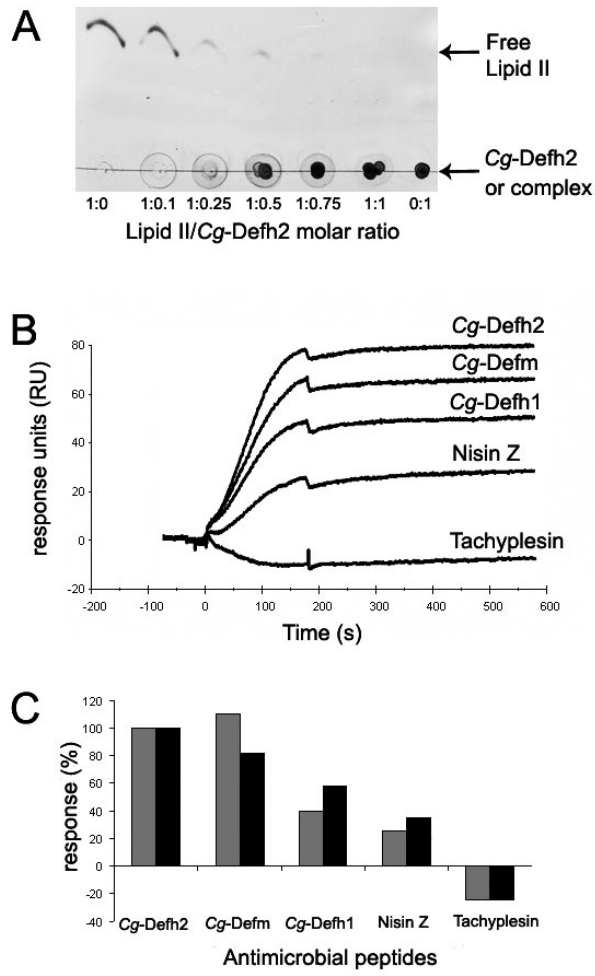 A
Free
Lipid II
Cg-Defh2
or complex
1:0 1:0.1 1:0.25 1:0.5 1:0.75 1:1 0:1
Lipid II/Cg-Defh2 molar ratio
B
response units (RU)
80
60
40
20
0
-20
Cg-Defh2
Cg-Defm
Cg-Defh1
Nisin Z
Tachyplesin
-200 -100 0 100 200 300 400 500 600
Time (s)
C
response (%)
120
100
80
60
40
20
0
-20
-40
Cg-Defh2 Cg-Defm Cg-Defh1 Nisin Z Tachyplesin
Antimicrobial peptides